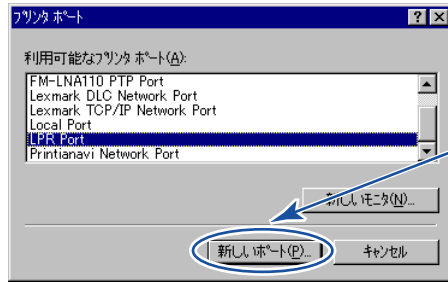 プリンタ ポート
利用可能なプリンタ ポート(A):
FM-LNA110 PTP Port
Lexmark DLC Network Port
Lexmark TCP/IP Network Port
Local Port
LPR Port
Printianavi Network Port
新しいモニタ(N)...
新しいポート(P)...
キャンセル